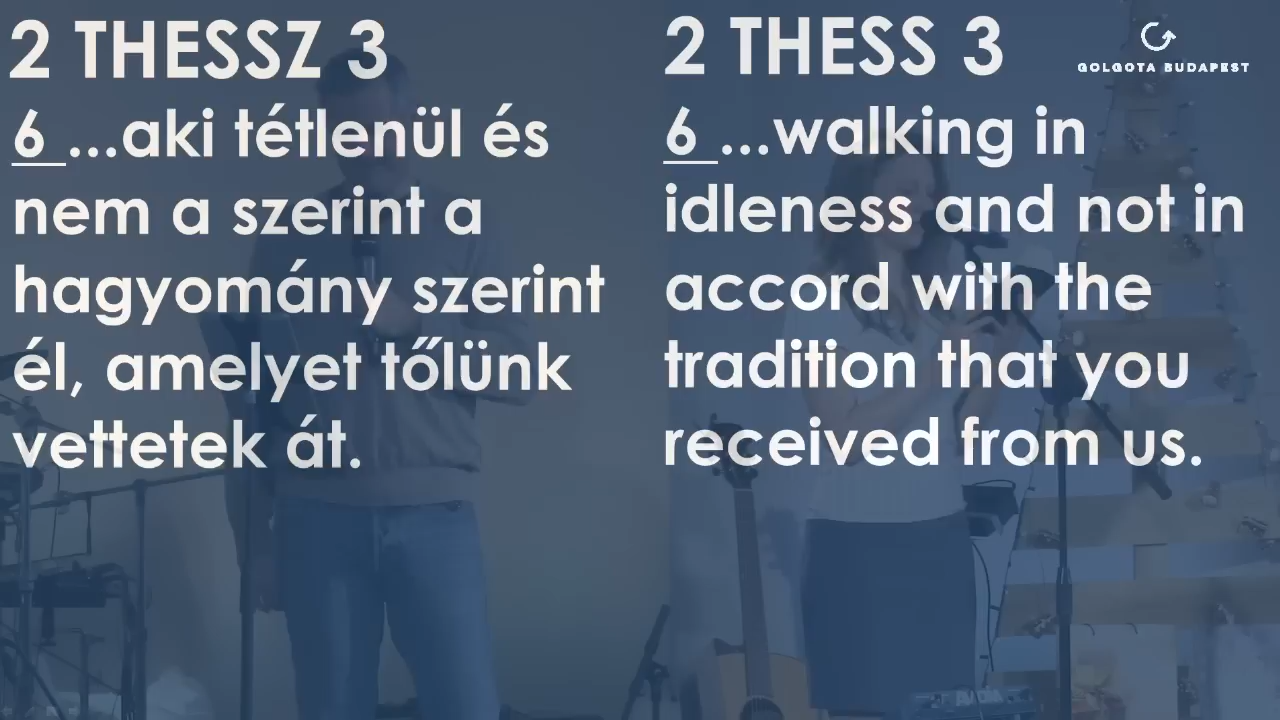 2 THESSZ 3
6 ...aki tétlenül és
nem a szerint a
hagyomány szerint
él, amelyet tőlünk
vettetek át.
2 THESS 3
6 ...walking in
idleness and not in
accord with the
tradition that you
received from us.
GOLGOTA BUDAPEST